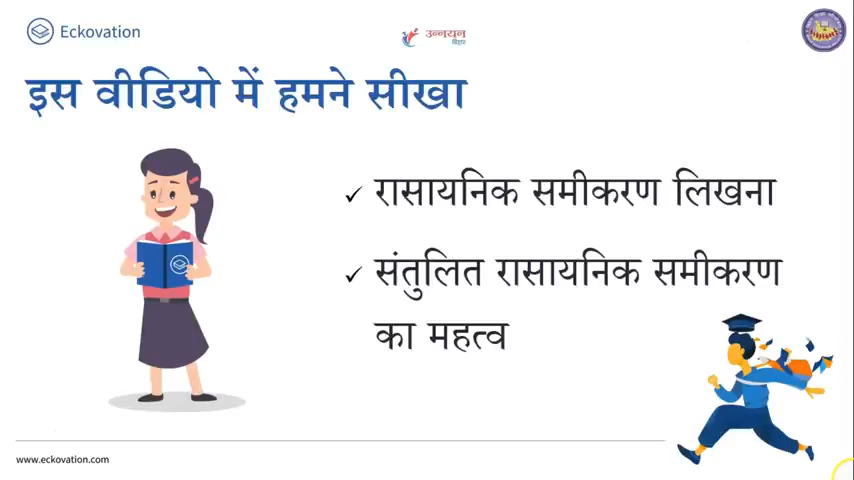 Eckovation
उन्नयन
बिहार
इस वीडियो में हमने सीखा
✓ रासायनिक समीकरण लिखना
✓ संतुलित रासायनिक समीकरण
का महत्व
www.eckovation.com